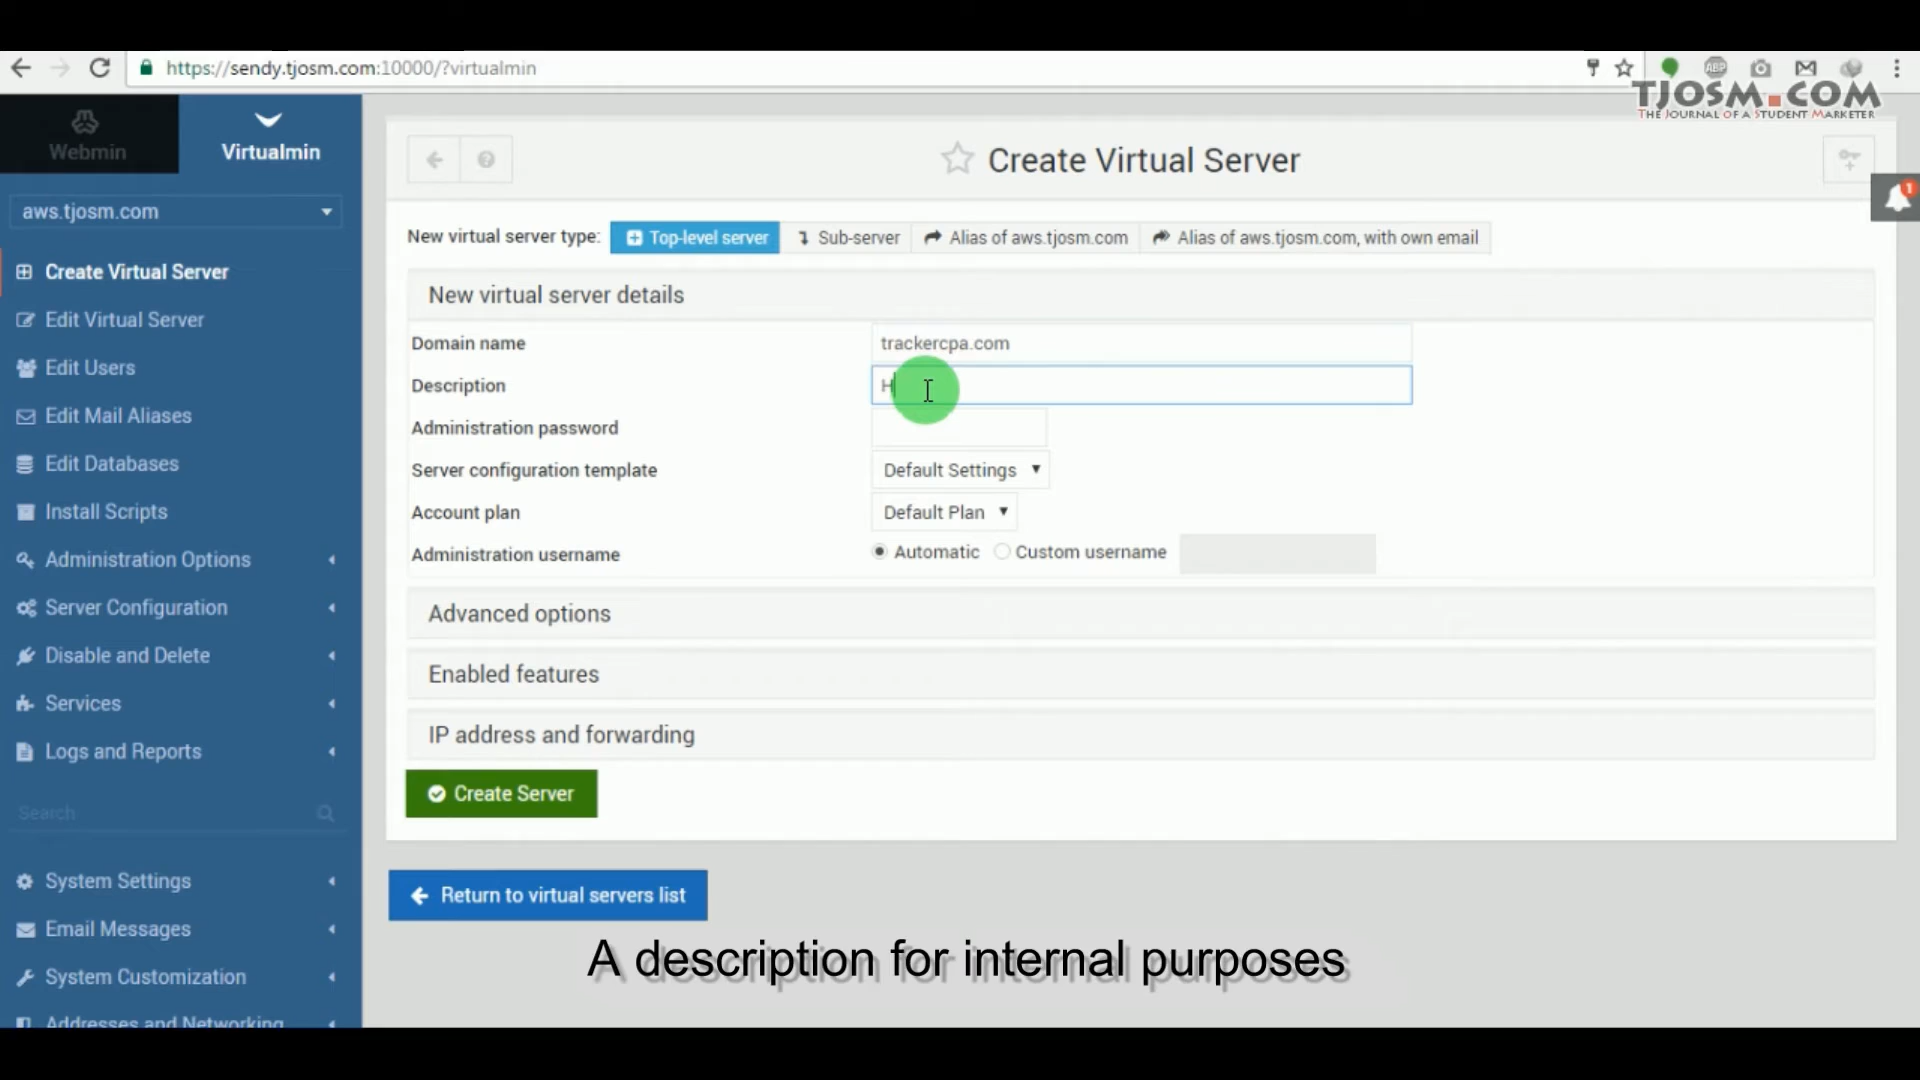 https://sendy.tjosm.com:10000/?virtualmin
ABP
TJOSM.COM
THE JOURNAL OF A STUDENT MARKETER
Webmin
Virtualmin
Create Virtual Server
1
aws.tjosm.com
New virtual server type: Top-level server Sub-server Alias of aws.tjosm.com Alias of aws.tjosm.com, with own email
Create Virtual Server
Edit Virtual Server
Edit Users
Edit Mail Aliases
Edit Databases
Install Scripts
Administration Options
Server Configuration
Disable and Delete
Services
Logs and Reports
Search
System Settings
Email Messages
System Customization
Addresses and Networking
New virtual server details
Domain name trackercpa.com
Description H
Administration password
Server configuration template Default Settings
Account plan Default Plan
Administration username Automatic Custom username
Advanced options
Enabled features
IP address and forwarding
Create Server
Return to virtual servers list
A description for internal purposes